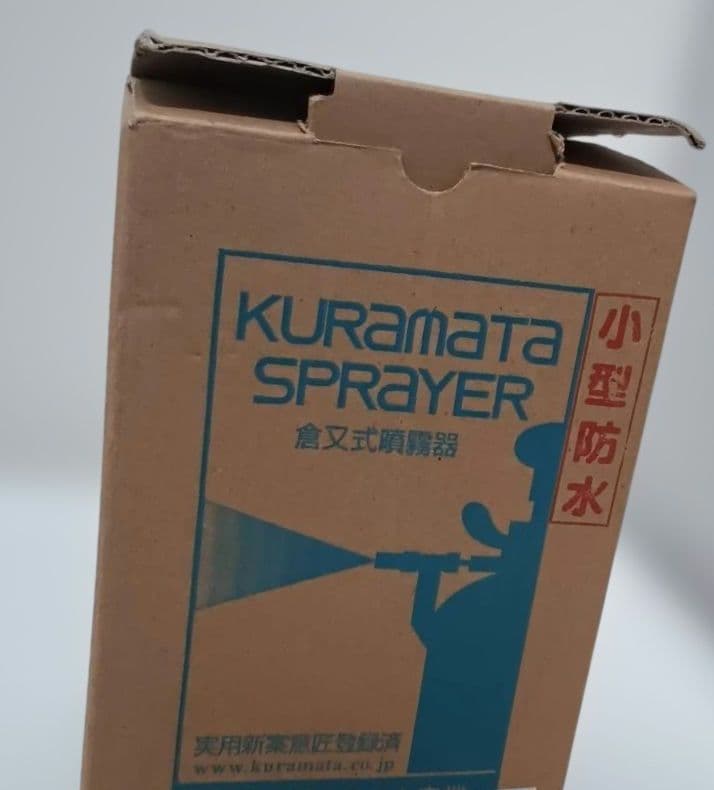 KURamaTa
SPRaYER
倉又式噴霧器
小型防水
実用新案意匠登録済
www.kuramata.co.jp